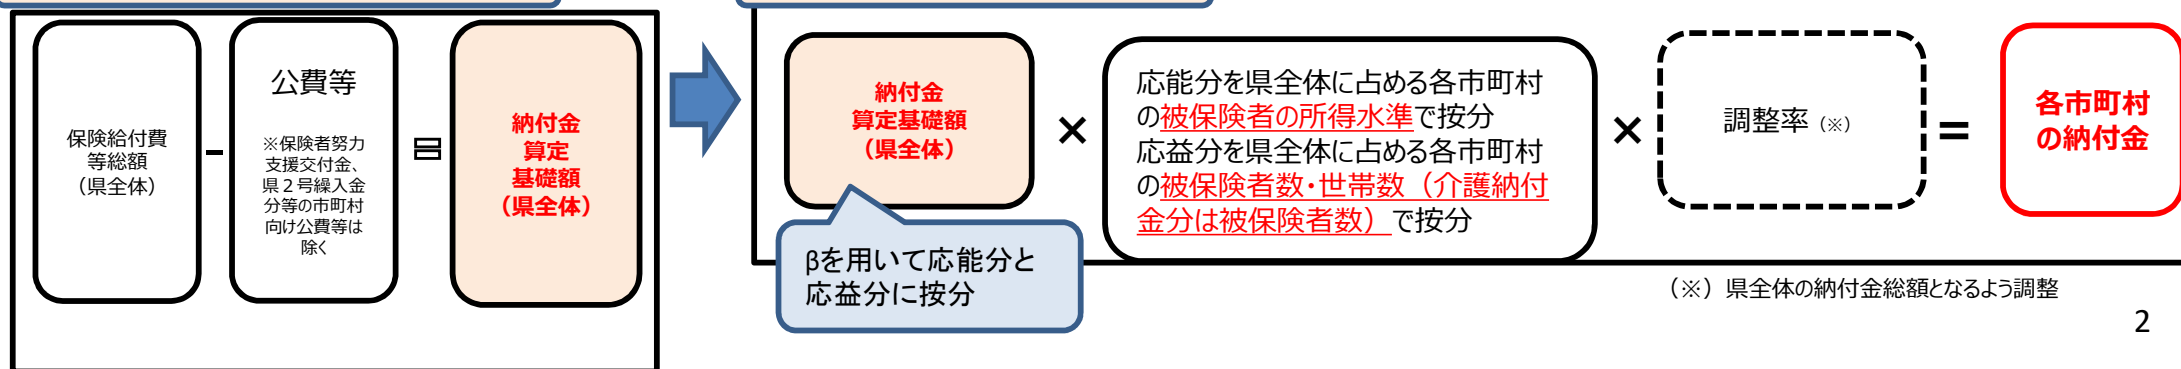 保険給付費
等総額
（県全体）
－
公費等
※保険者努力
支援交付金、
県２号繰入金
分等の市町村
向け公費等は
除く
＝
納付金
算定
基礎額
（県全体）
納付金
算定基礎額
（県全体）
βを用いて応能分と
応益分に按分
×
応能分を県全体に占める各市町村
の被保険者の所得水準で按分
応益分を県全体に占める各市町村
の被保険者数・世帯数（介護納付
金分は被保険者数）で按分
×
調整率（※）
＝
各市町村
の納付金
（※）県全体の納付金総額となるよう調整
2